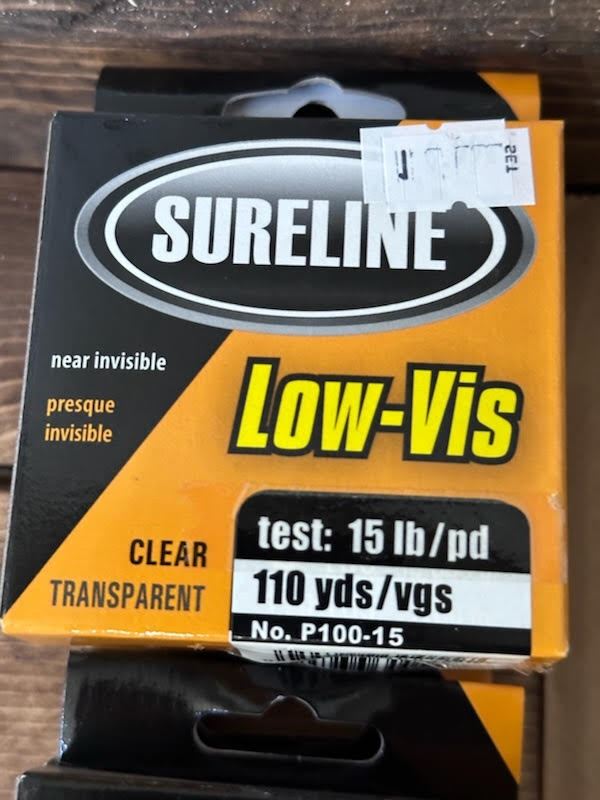 SURELINE
near invisible
presque
invisible
Low-Vis
CLEAR
TRANSPARENT
test: 15 lb/pd
110 yds/vgs
No. P100-15